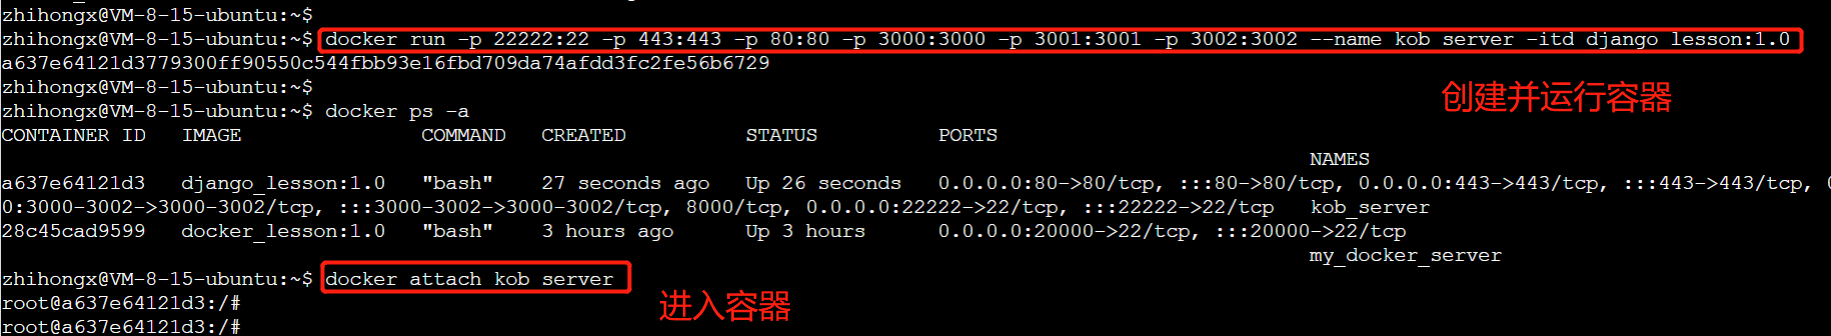 zhihongx@VM-8-15-ubuntu:~$
zhihongx@VM-8-15-ubuntu:~$ docker run -p 22222:22 -p 443:443 -p 80:80 -p 3000:3000 -p 3001:3001 -p 3002:3002 --name kob server -itd django lesson:1.0
a637e64121d3779300ff90550c544fbb93e16fbd709da74afdd3fc2fe56b6729
zhihongx@VM-8-15-ubuntu:~$
创建并运行容器
zhihongx@VM-8-15-ubuntu:~$ docker ps -a
CONTAINER ID IMAGE COMMAND CREATED STATUS PORTS
NAMES
a637e64121d3 django_lesson:1.0 "bash" 27 seconds ago Up 26 seconds 0.0.0.0:80->80/tcp, :::80->80/tcp, 0.0.0.0:443->443/tcp, :::443->443/tcp, 0
0:3000-3002->3000-3002/tcp, :::3000-3002->3000-3002/tcp, 8000/tcp, 0.0.0.0:22222->22/tcp, :::22222->22/tcp kob_server
28c45cad9599 docker_lesson:1.0 "bash" 3 hours ago Up 3 hours 0.0.0.0:20000->22/tcp, :::20000->22/tcp
my_docker_server
zhihongx@VM-8-15-ubuntu:~$ docker attach kob server
root@a637e64121d3:/#
进入容器
root@a637e64121d3:/#